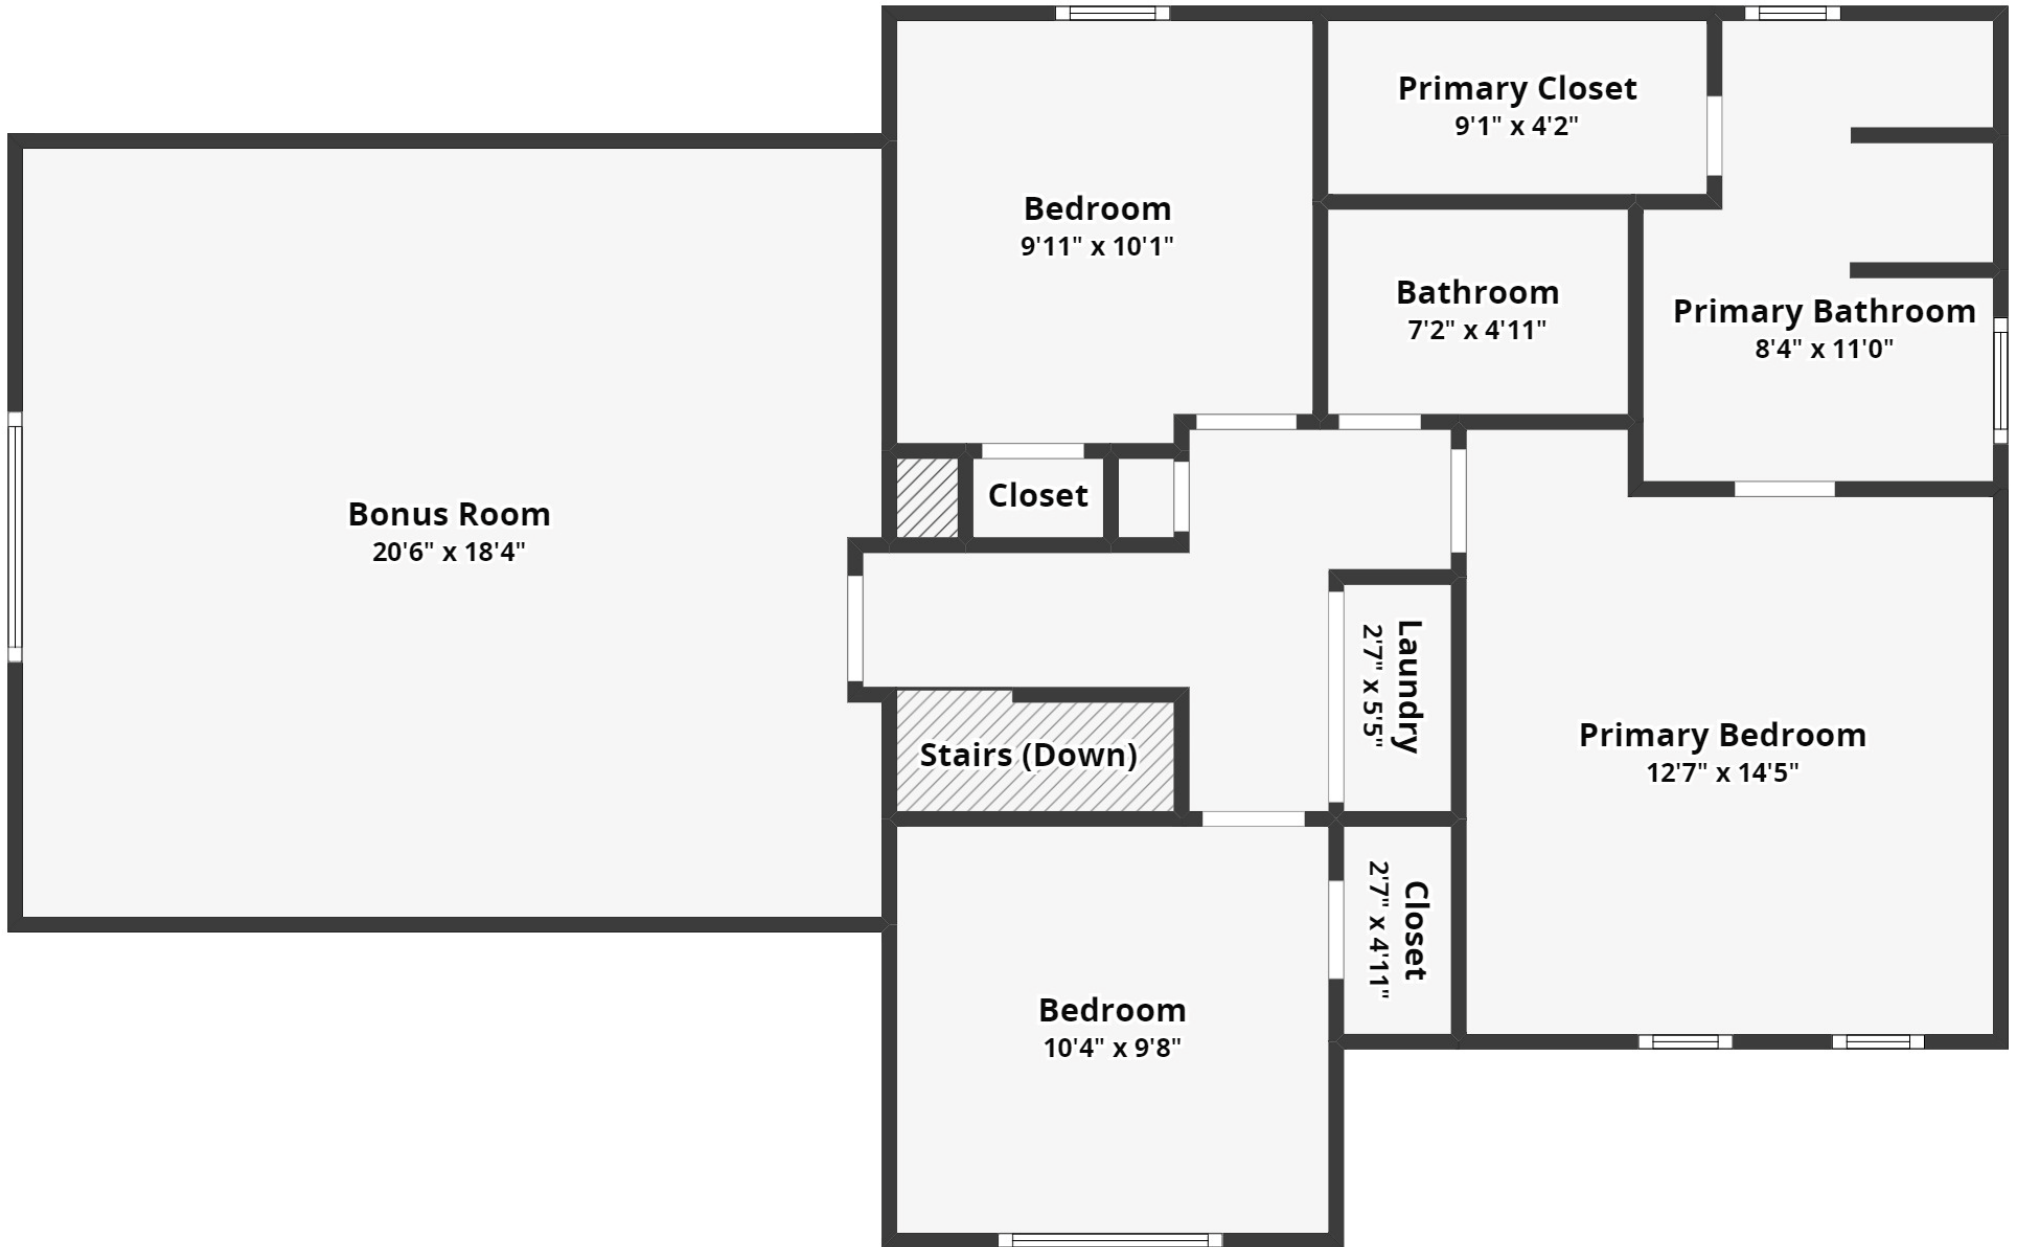 Primary Closet
9'1" x 4'2"
Bedroom
9'11" x 10'1"
Bathroom
7'2" x 4'11"
Primary Bathroom
8'4" x 11'0"
Closet
Bonus Room
20'6" x 18'4"
Laundry
2'7" x 5'5"
Primary Bedroom
12'7" x 14'5"
Stairs (Down)
Closet
2'7" x 4'11"
Bedroom
10'4" x 9'8"